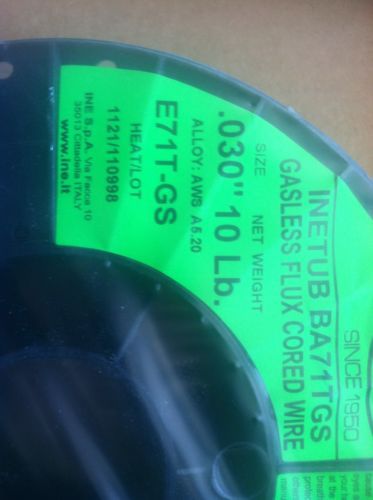 SINCE 1950
INETUB BA71TGS
GASLESS FLUX CORED WIRE
SIZE NET WEIGHT
.030" 10 Lb.
ALLOY: AWS A5.20
E71T-GS
HEAT/LOT
1121/110998
INE S.p.A. Via Facca 10
35013 Cittadella ITALY
www.ine.it